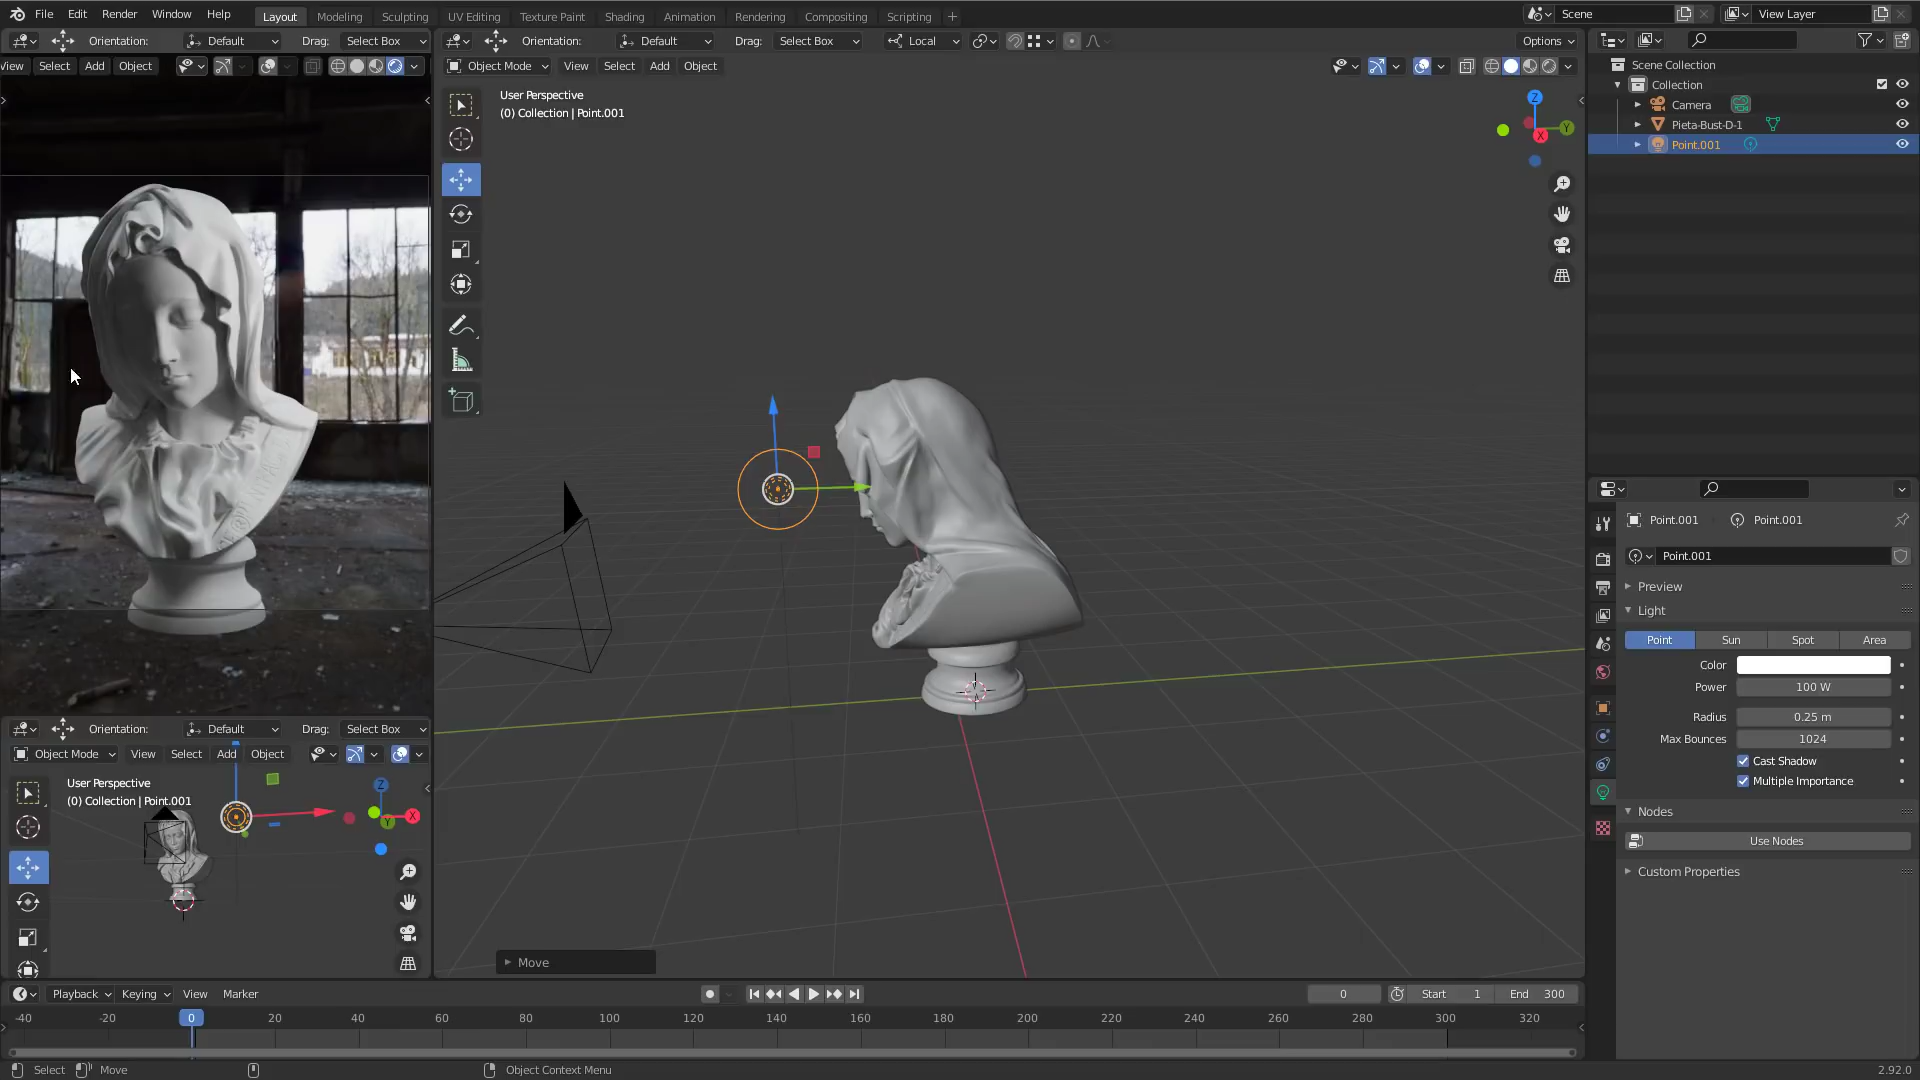 File Edit Render Window Help
Layout Modeling Sculpting UV Editing Texture Paint Shading Animation Rendering Compositing Scripting +
Scene
View Layer
Orientation: Default Drag: Select Box
View Select Add Object
Orientation: Default Drag: Select Box Local
Options
Object Mode View Select Add Object
User Perspective
(0) Collection | Point.001
Z
Y
X
Move
Scene Collection
Collection
Camera
Pieta-Bust-D-1
Point.001
Point.001 Point.001
Point.001
Preview
Light
Point Sun Spot Area
Color
Power 100 W
Radius 0.25 m
Max Bounces 1024
Cast Shadow
Multiple Importance
Nodes
Use Nodes
Custom Properties
Orientation: Default Drag: Select Box
Object Mode View Select Add Object
User Perspective
(0) Collection | Point.001
Z
X
Y
Playback Keying View Marker
0 Start 1 End 300
-40 -20 0 20 40 60 80 100 120 140 160 180 200 220 240 260 280 300 320
Select Move Object Context Menu 2.92.0